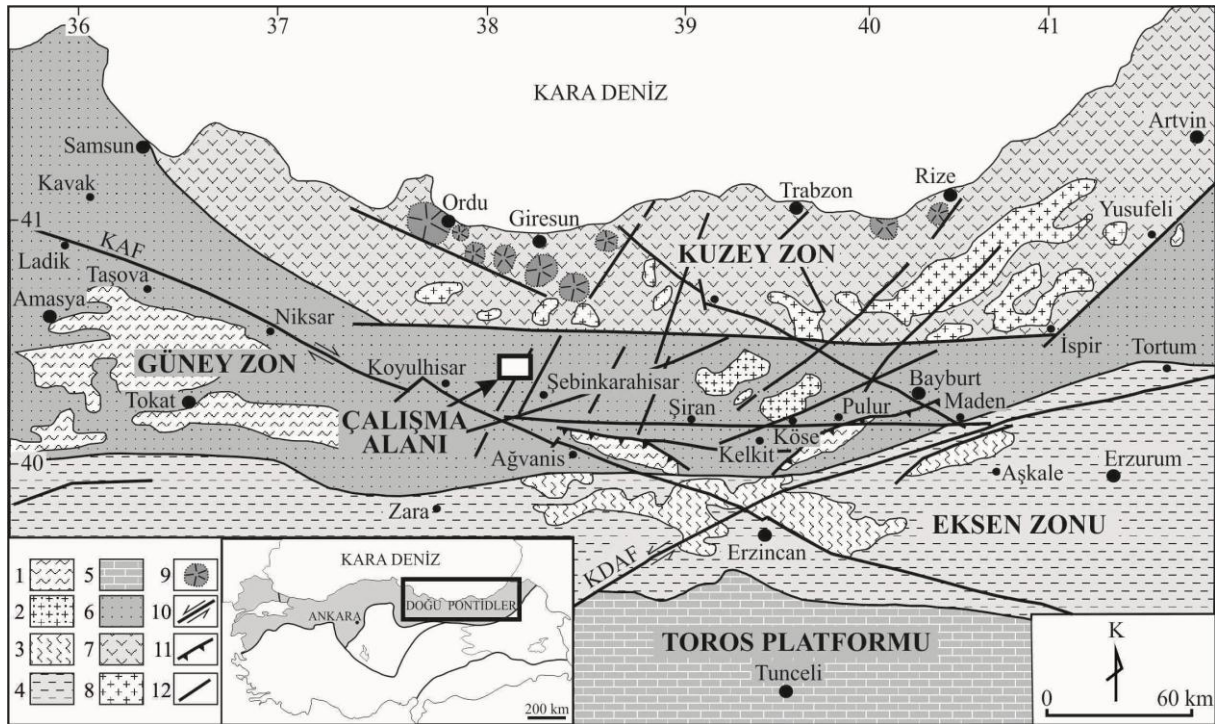 36 37 38 39 40 41
KARA DENİZ
Artvin
Samsun
Rize
Kavak
Trabzon
Ordu
Giresun
Yusufeli
41
KAF
KUZEY ZON
Ladik
Taşova
Amasya
Niksar
GÜNEY ZON
İspir
Tortum
Koyulhisar
Şebinkarahisar
Bayburt
Tokat
Maden
ÇALIŞMA
ALANI
Şiran
Pulur
Köse
Kelkit
40
Ağvanis
Aşkale
Erzurum
Zara
EKSEN ZONU
Erzincan
KDAF
TOROS PLATFORMU
Tunceli
1 5 9
2 6 10
3 7 11
4 8 12
KARA DENİZ
DOĞU PONTİDLER
ANKARA
200 km
K
0 60 km